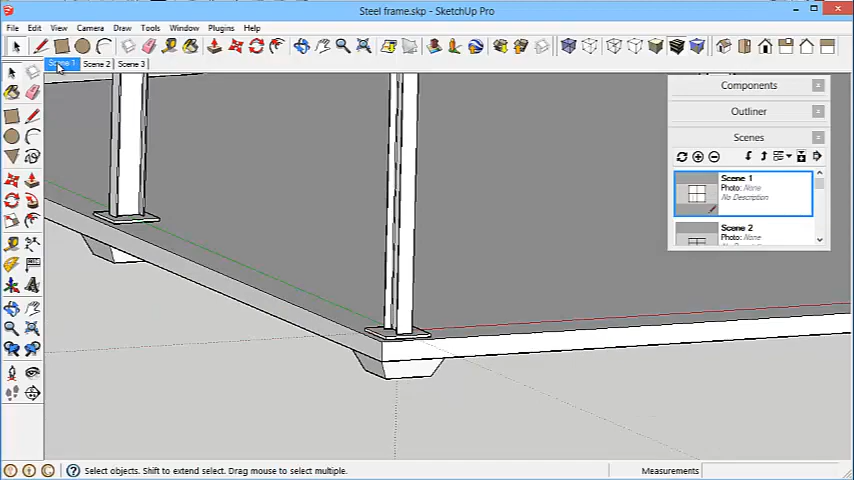 Steel frame.skp - SketchUp Pro
File Edit View Camera Draw Tools Window Plugins Help
Scene 1 Scene 2 Scene 3
Components
Outliner
Scenes
Scene 1
Photo: None
No Description
Scene 2
Photo: None
Select objects. Shift to extend select. Drag mouse to select multiple.
Measurements